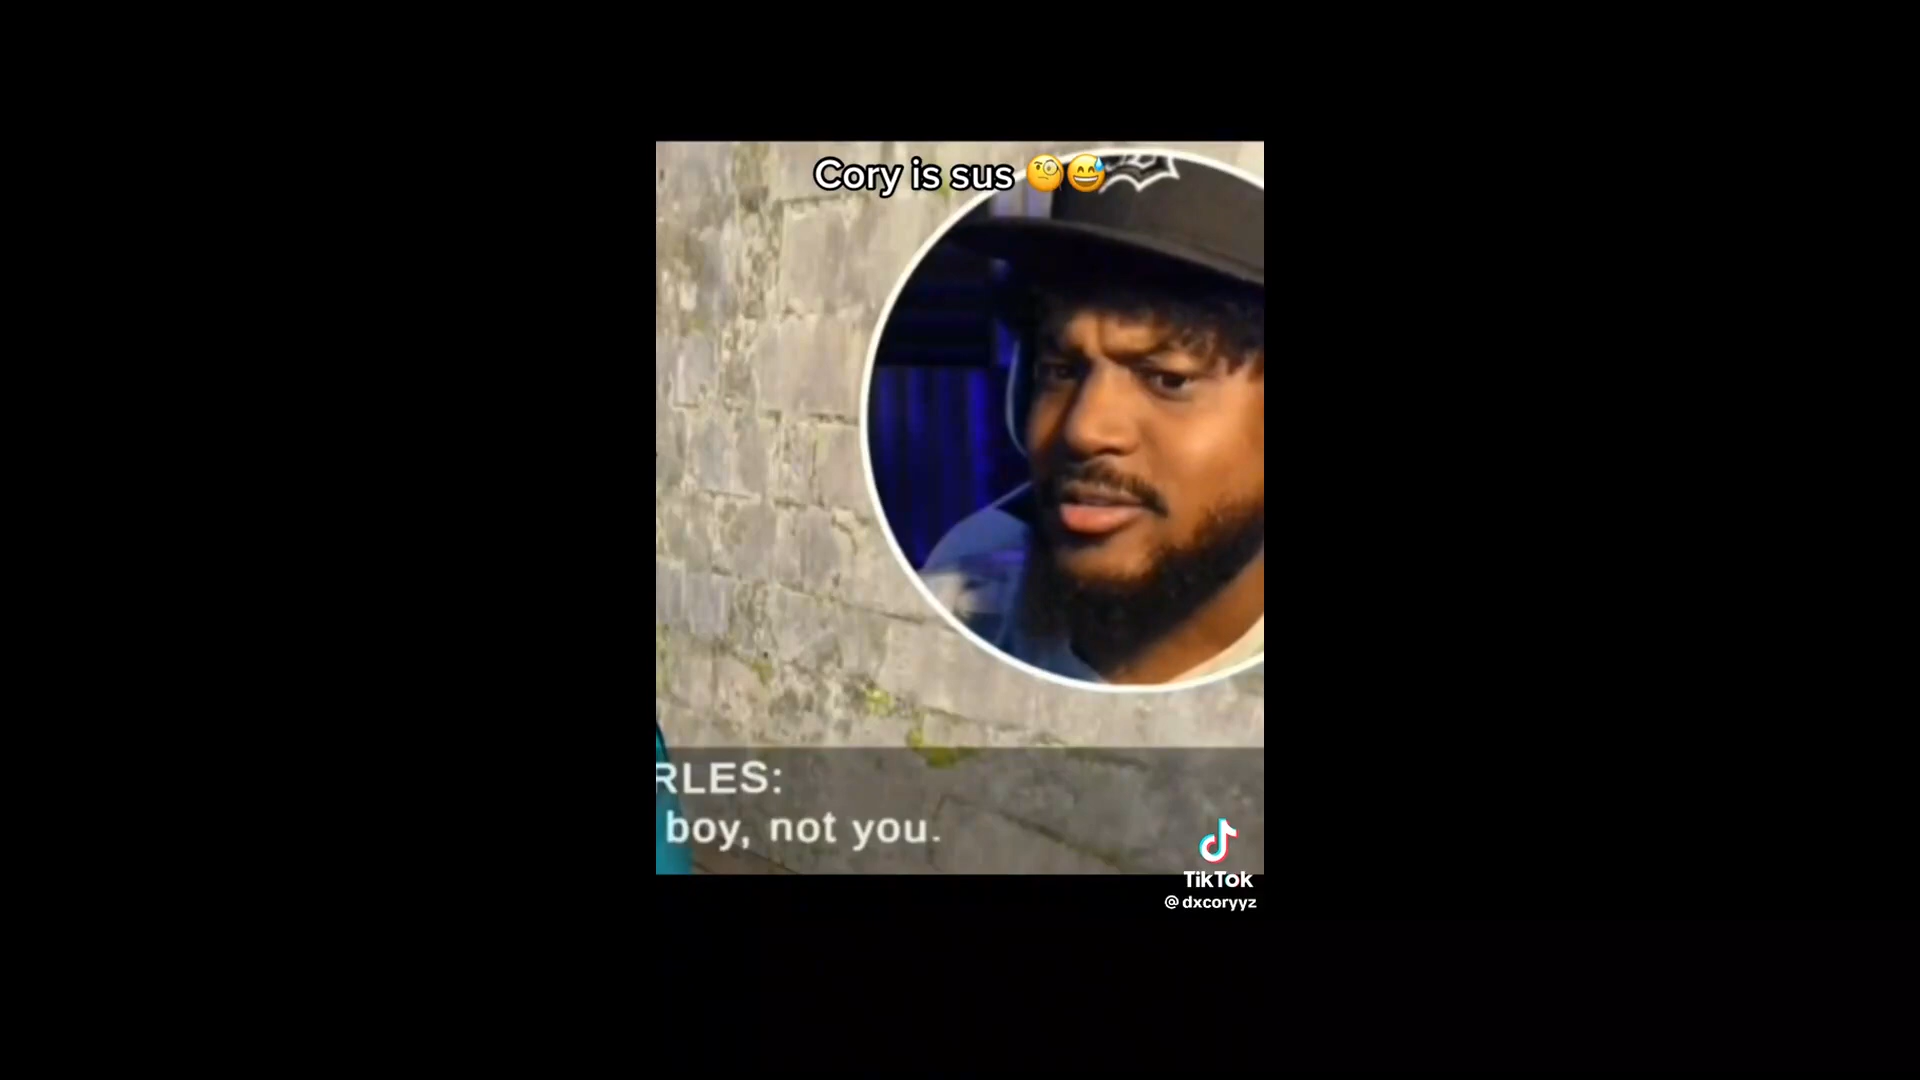 Cory is sus 🧐😅
RLES:
boy, not you.
TikTok
@dxcoryyz